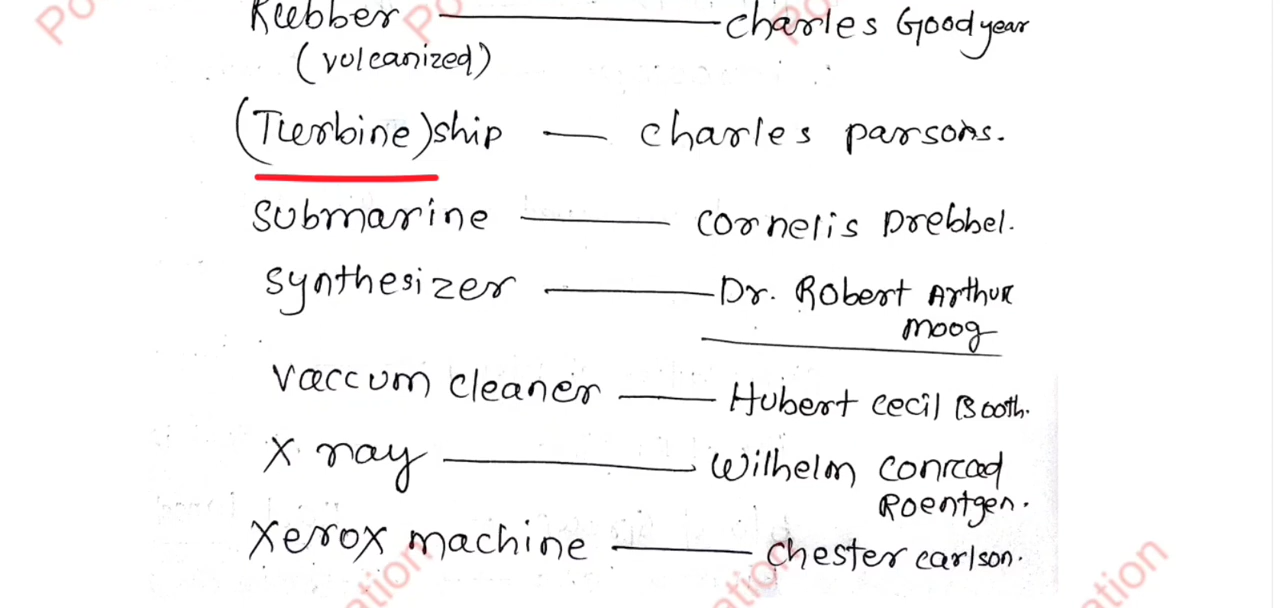 Rubber — Charles Goodyear
(vulcanized)
(Turbine)ship — Charles parsons.
Submarine — Cornelis Drebbel.
Synthesizer — Dr. Robert Arthur
Moog
Vaccum cleaner — Hubert Cecil Booth.
X ray — Wilhelm Conrad
Roentgen.
Xerox machine — Chester Carlson.